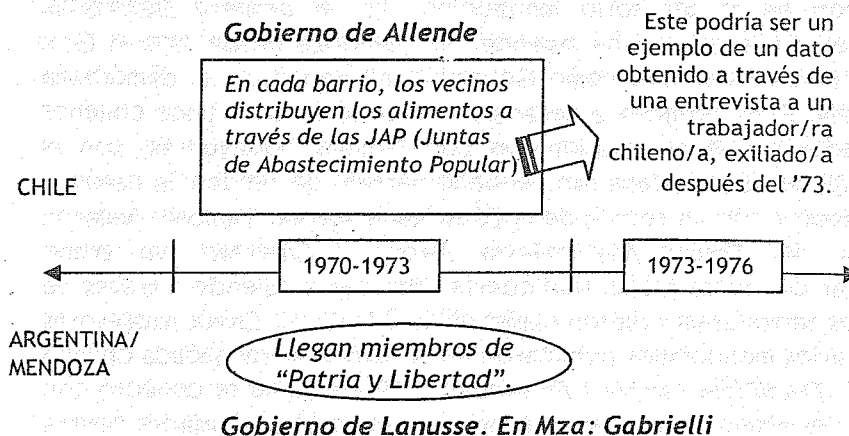 Gobierno de Allende
En cada barrio, los vecinos
distribuyen los alimentos a
través de las JAP (Juntas
de Abastecimiento Popular)
Este podría ser un
ejemplo de un dato
obtenido a través de
una entrevista a un
trabajador/ra
chileno/a, exiliado/a
después del '73.
CHILE
1970-1973
1973-1976
ARGENTINA/
MENDOZA
Llegan miembros de
"Patria y Libertad".
Gobierno de Lanusse. En Mza: Gabrielli